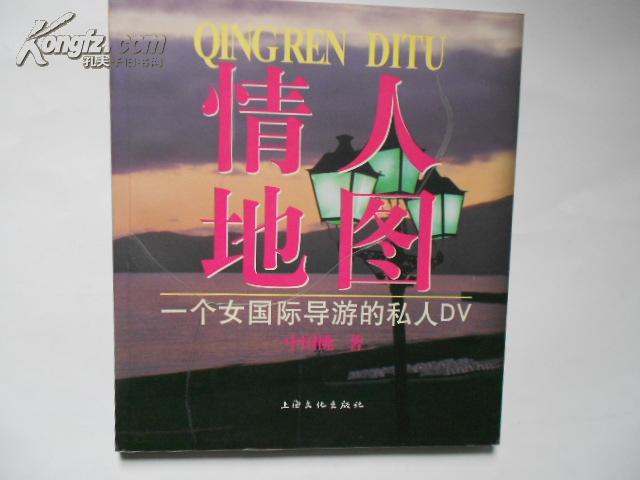 Kongfz.com
孔夫子旧书网
QINGREN DITU
情人
地图
一个女国际导游的私人DV
著
上海文化出版社